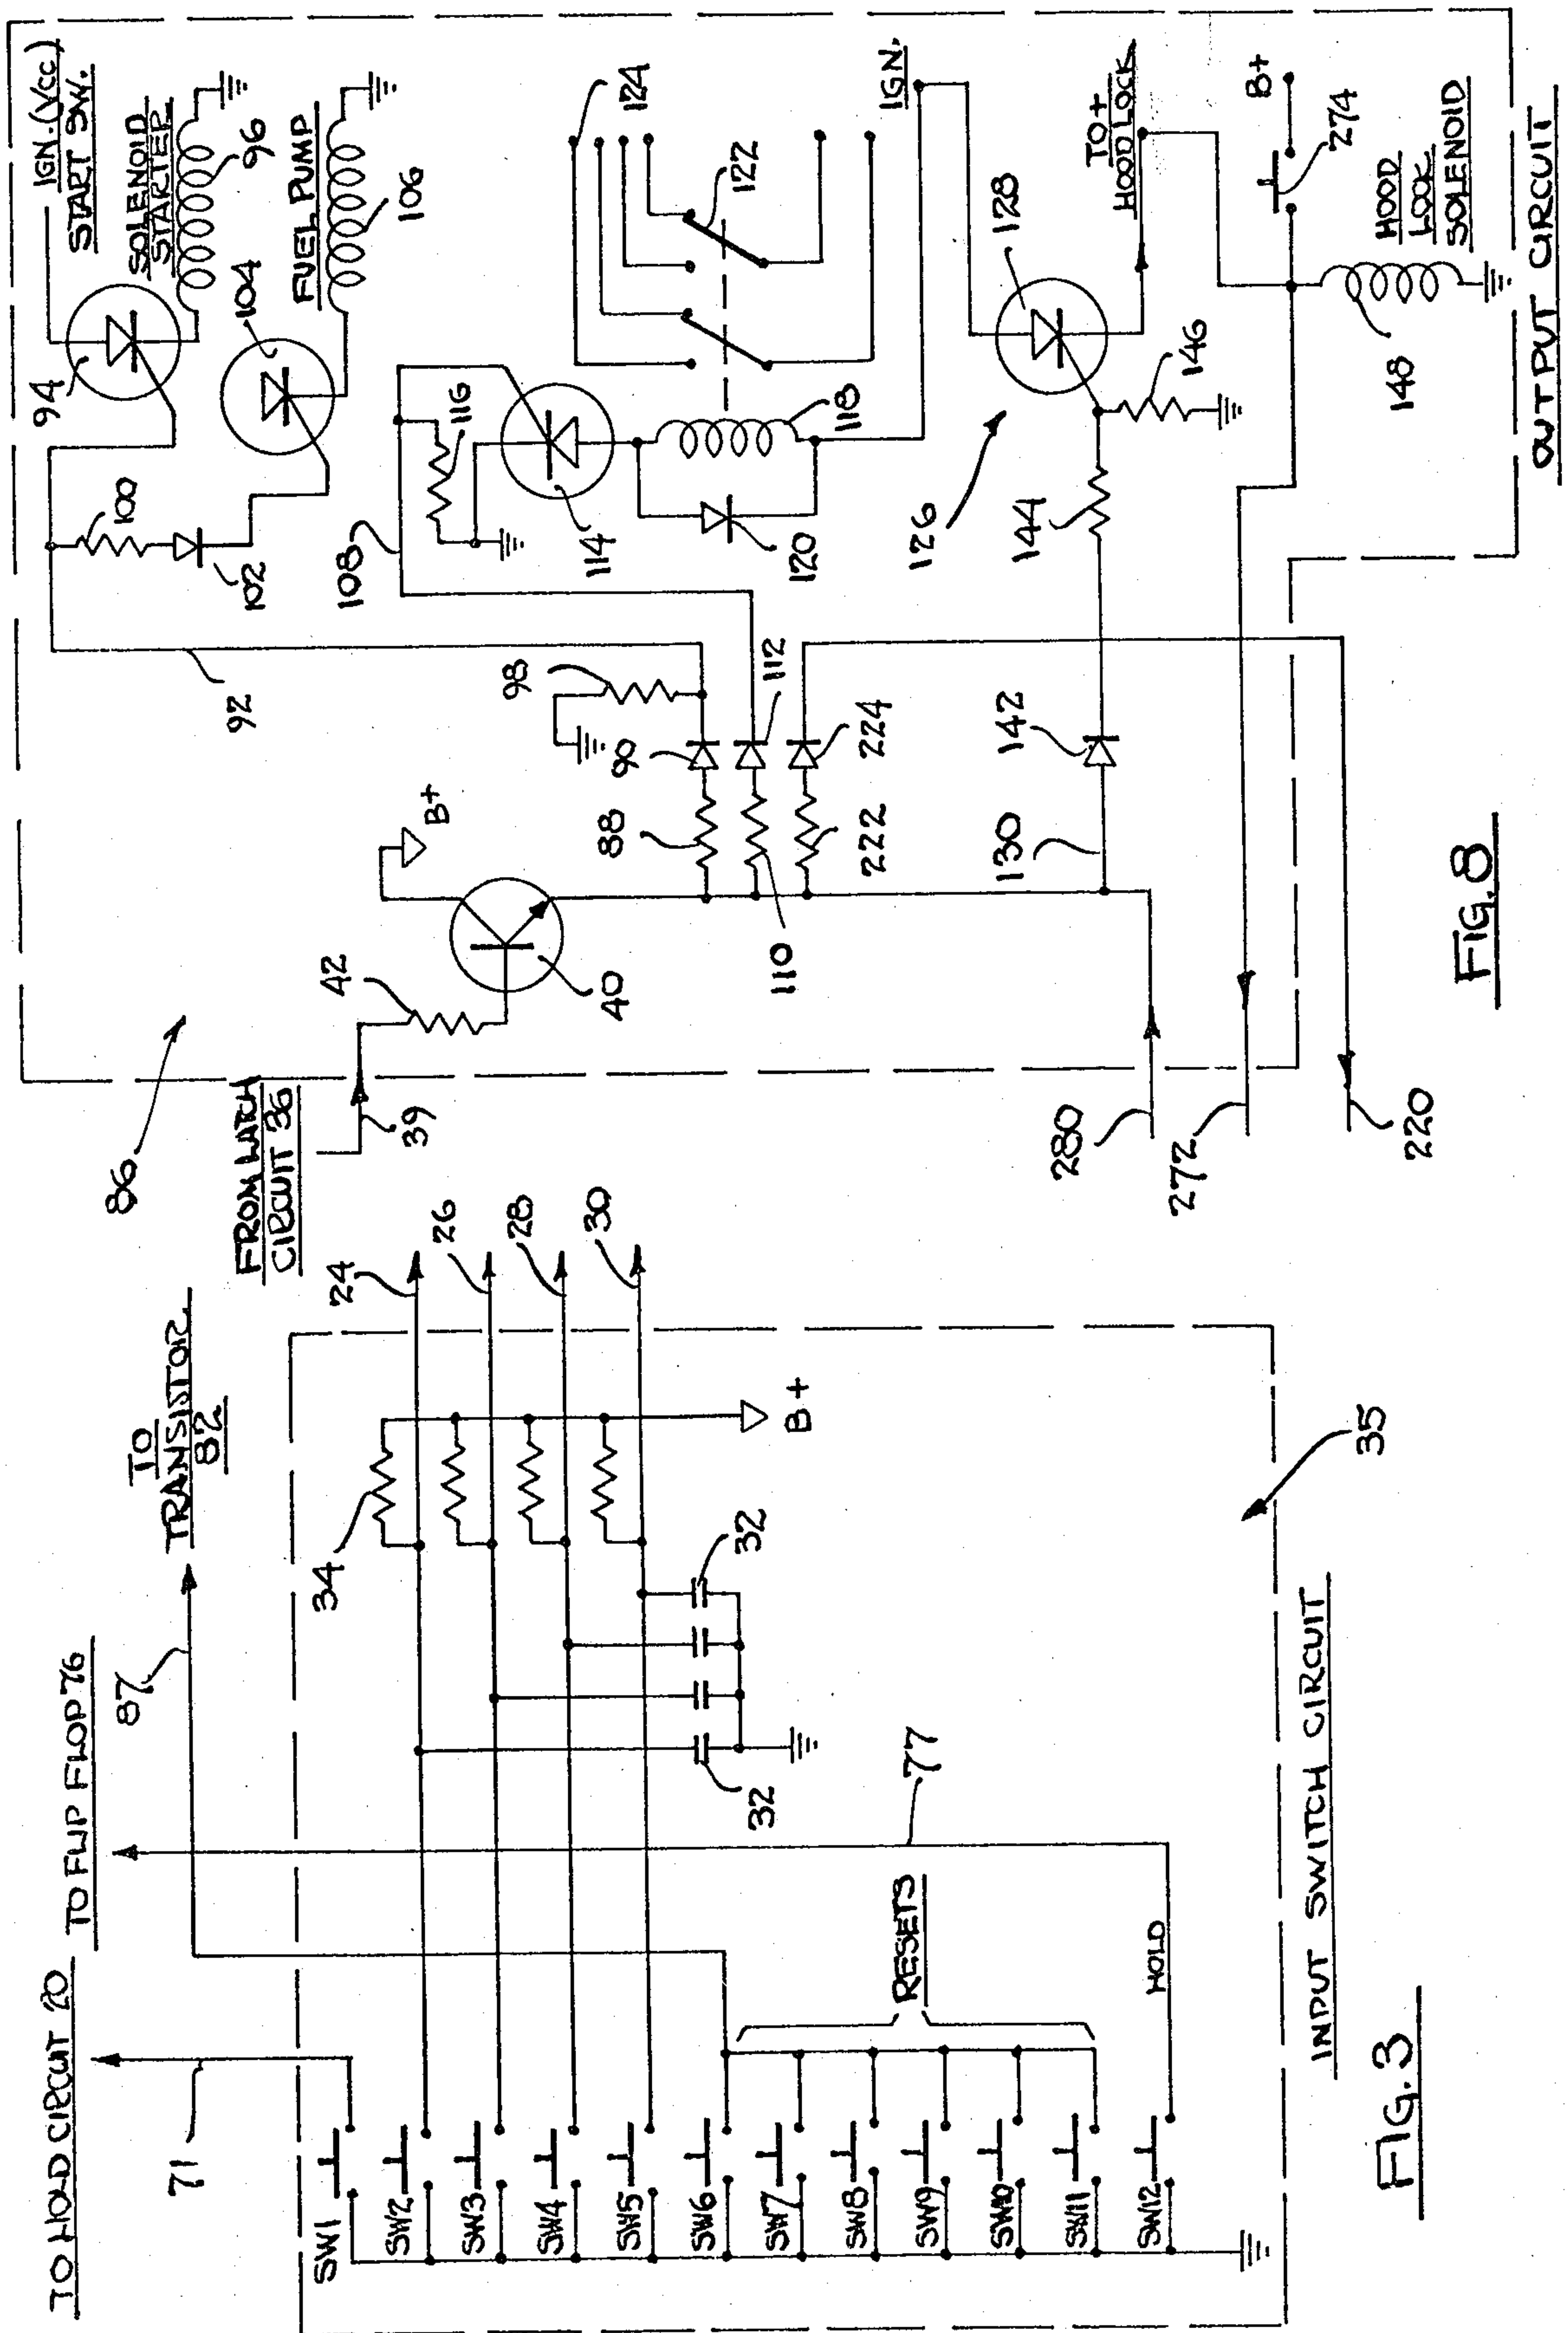 TO HOLD CIRCUIT 20
TO FLIP FLOP 76
TO
TRANSISTOR
82
71
87
SW1
SW2
SW3
SW4
SW5
SW6
SW7
SW8
SW9
SW10
SW11
SW12
RESETS
HOLD
77
34
32
32
B+
24
26
28
30
35
INPUT SWITCH CIRCUIT
FIG. 3
86
FROM LATCH
CIRCUIT 36
39
42
40
B+
92
98
88
90
110
112
222
224
130
142
280
272
220
IGN. (Vcc)
START SW.
94
SOLENOID
STARTER
96
100
102
104
FUEL PUMP
106
108
116
114
118
120
122
124
IGN.
126
128
144
146
TO +
HOOD LOCK
B+
274
148
HOOD
LOCK
SOLENOID
OUTPUT CIRCUIT
FIG. 8